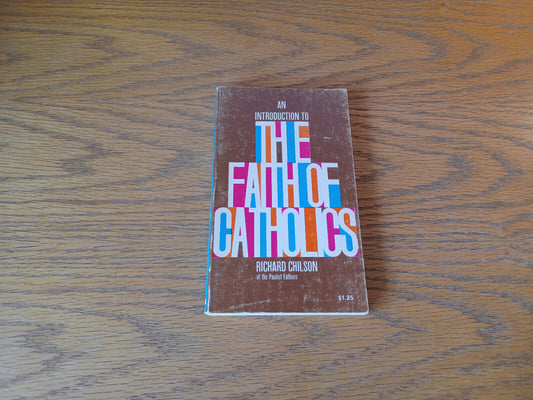 AN
INTRODUCTION TO
THE
FAITH OF
CATHOLICS
RICHARD CHILSON
of the Paulist Fathers
$1.25